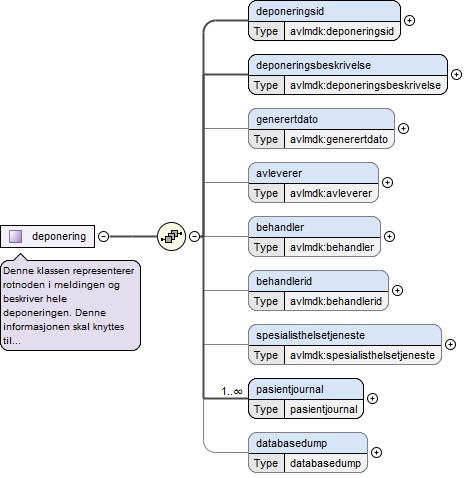 deponeringsid
Type avlmdk:deponeringsid
deponeringsbeskrivelse
Type avlmdk:deponeringsbeskrivelse
generertdato
Type avlmdk:generertdato
avleverer
Type avlmdk:avleverer
behandler
Type avlmdk:behandler
deponering
Denne klassen representerer
rotnoden i meldingen og
beskriver hele
deponeringen. Denne
informasjonen skal knyttes
til...
behandlerid
Type avlmdk:behandlerid
spesialisthelsetjeneste
Type avlmdk:spesialisthelsetjeneste
1..∞
pasientjournal
Type pasientjournal
databasedump
Type databasedump